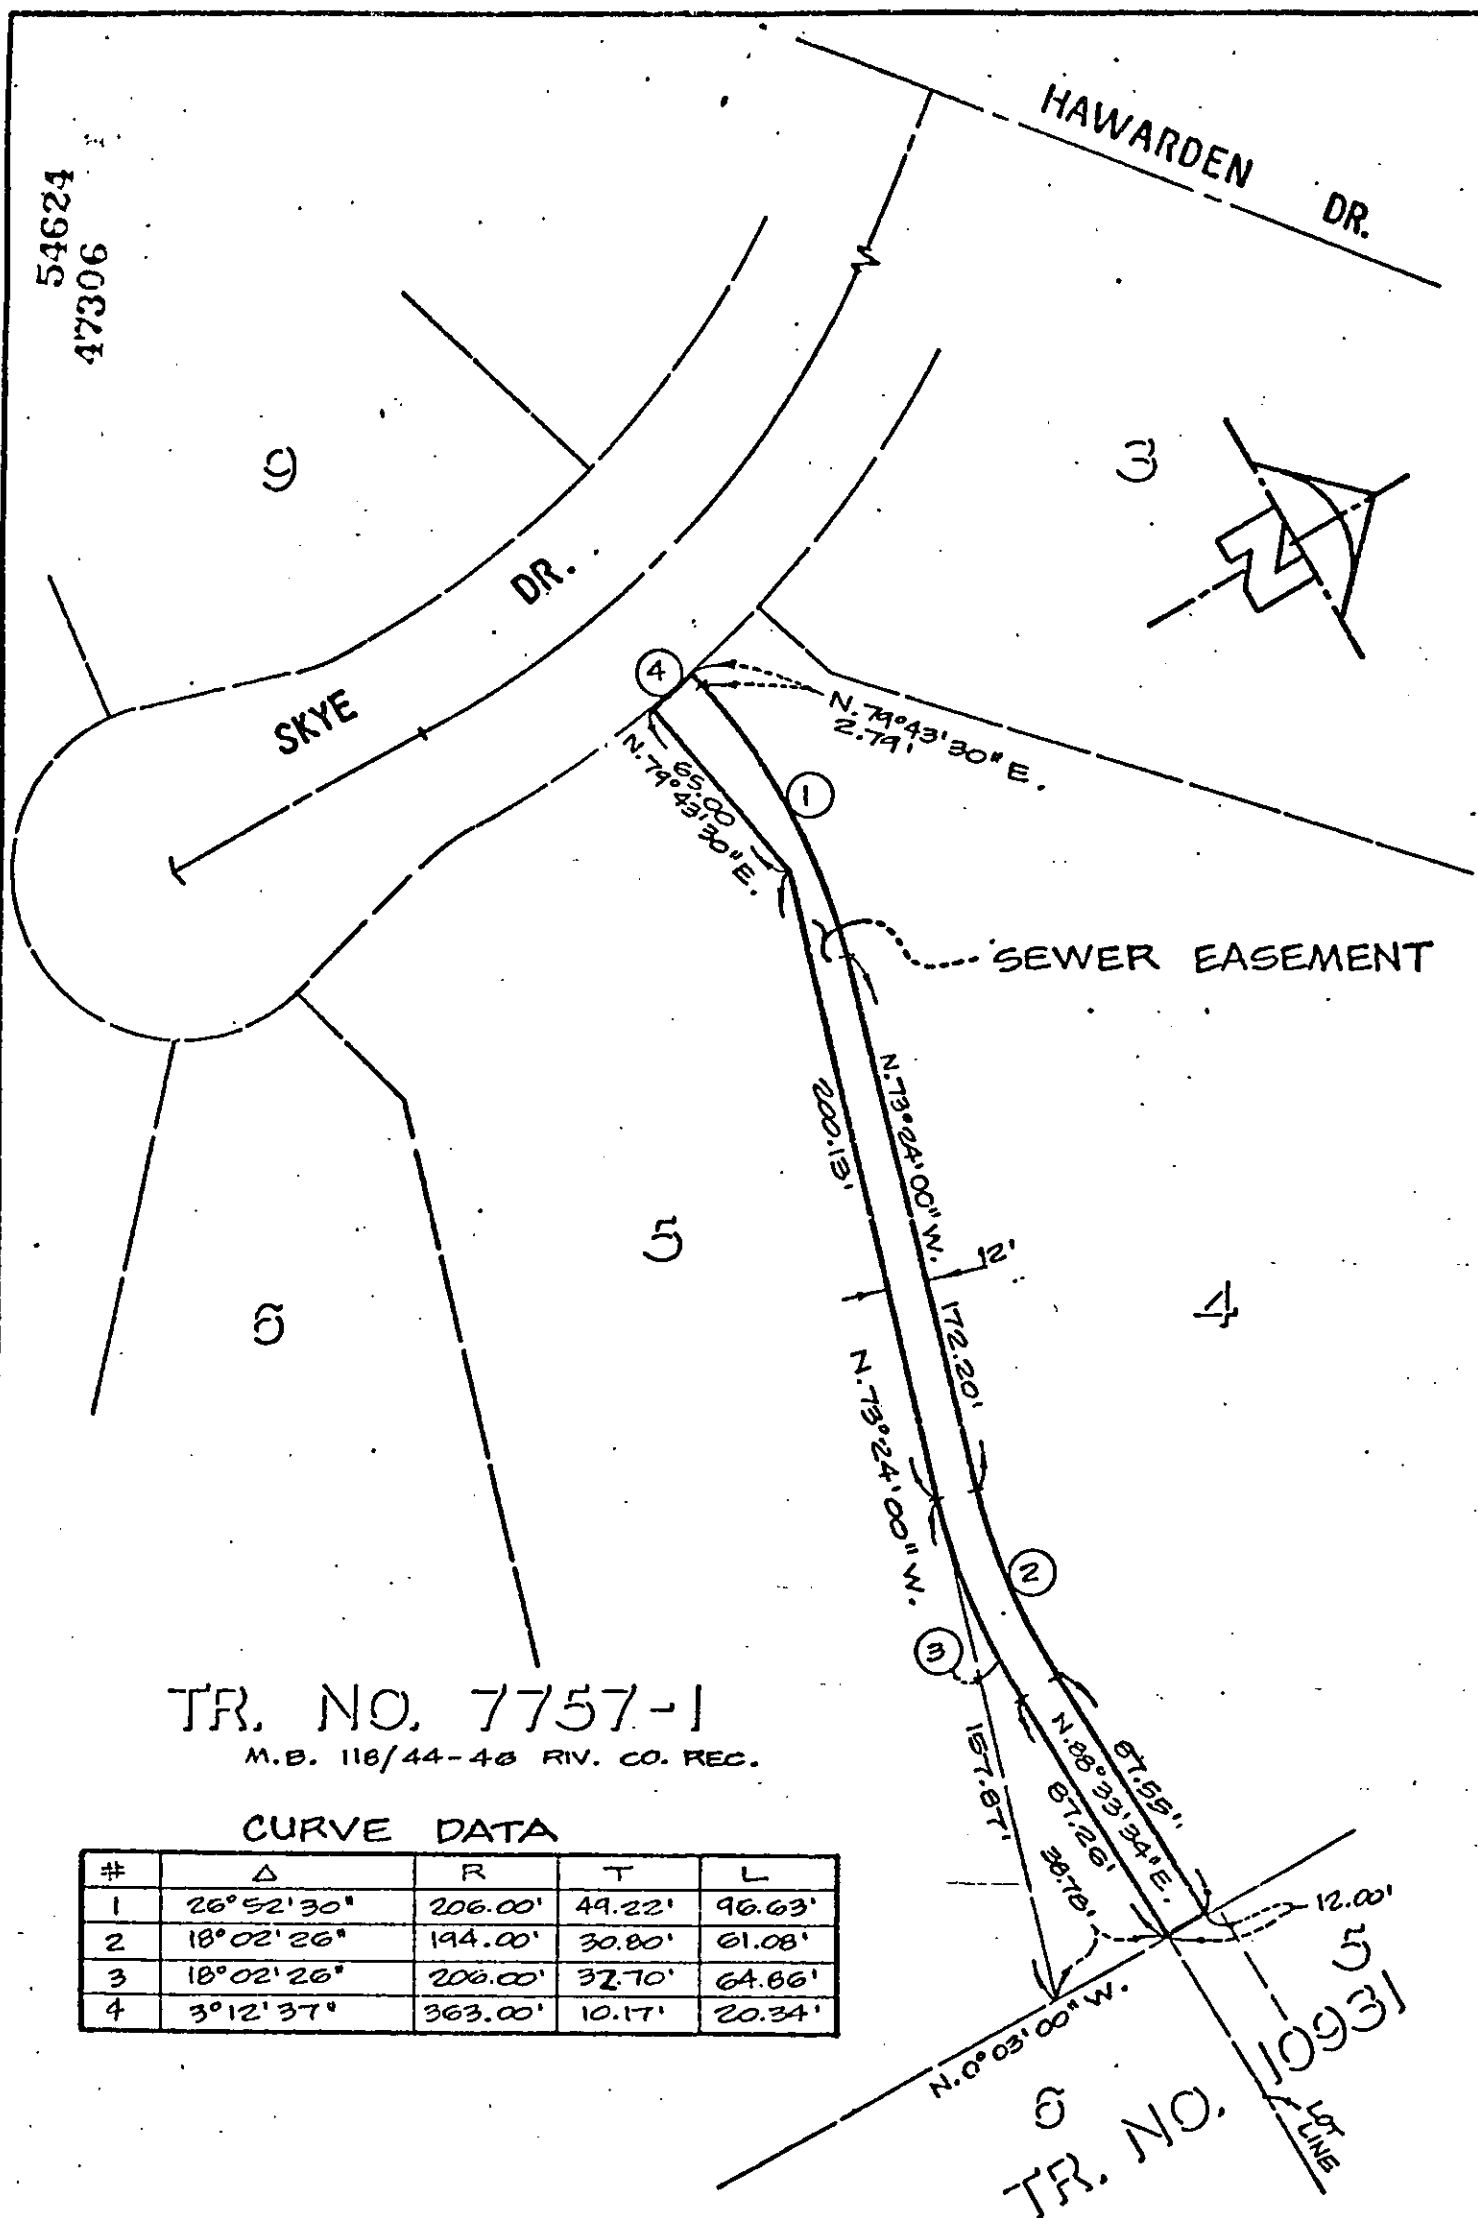 54624
47306
HAWARDEN DR.
9
3
N
SKYE DR.
4
N.79°43'30"E.
2.79'
65.00
N.79°43'30"E.
1
SEWER EASEMENT
N.73°24'00"W.
200.13'
12'
172.20'
5
6
4
N.73°24'00"W.
2
3
157.87'
N.88°33'34"E.
87.55'
87.26'
38.78'
12.00'
N.0°03'00"W.
5
6
TR. NO. 10931
LOT
LINE
TR. NO. 7757-1
M.B. 118/44-48 RIV. CO. REC.
CURVE DATA
# Δ R T L
1 26°52'30" 206.00' 49.22' 96.63'
2 18°02'26" 194.00' 30.80' 61.08'
3 18°02'26" 206.00' 32.70' 64.86'
4 3°12'37" 363.00' 10.17' 20.34'